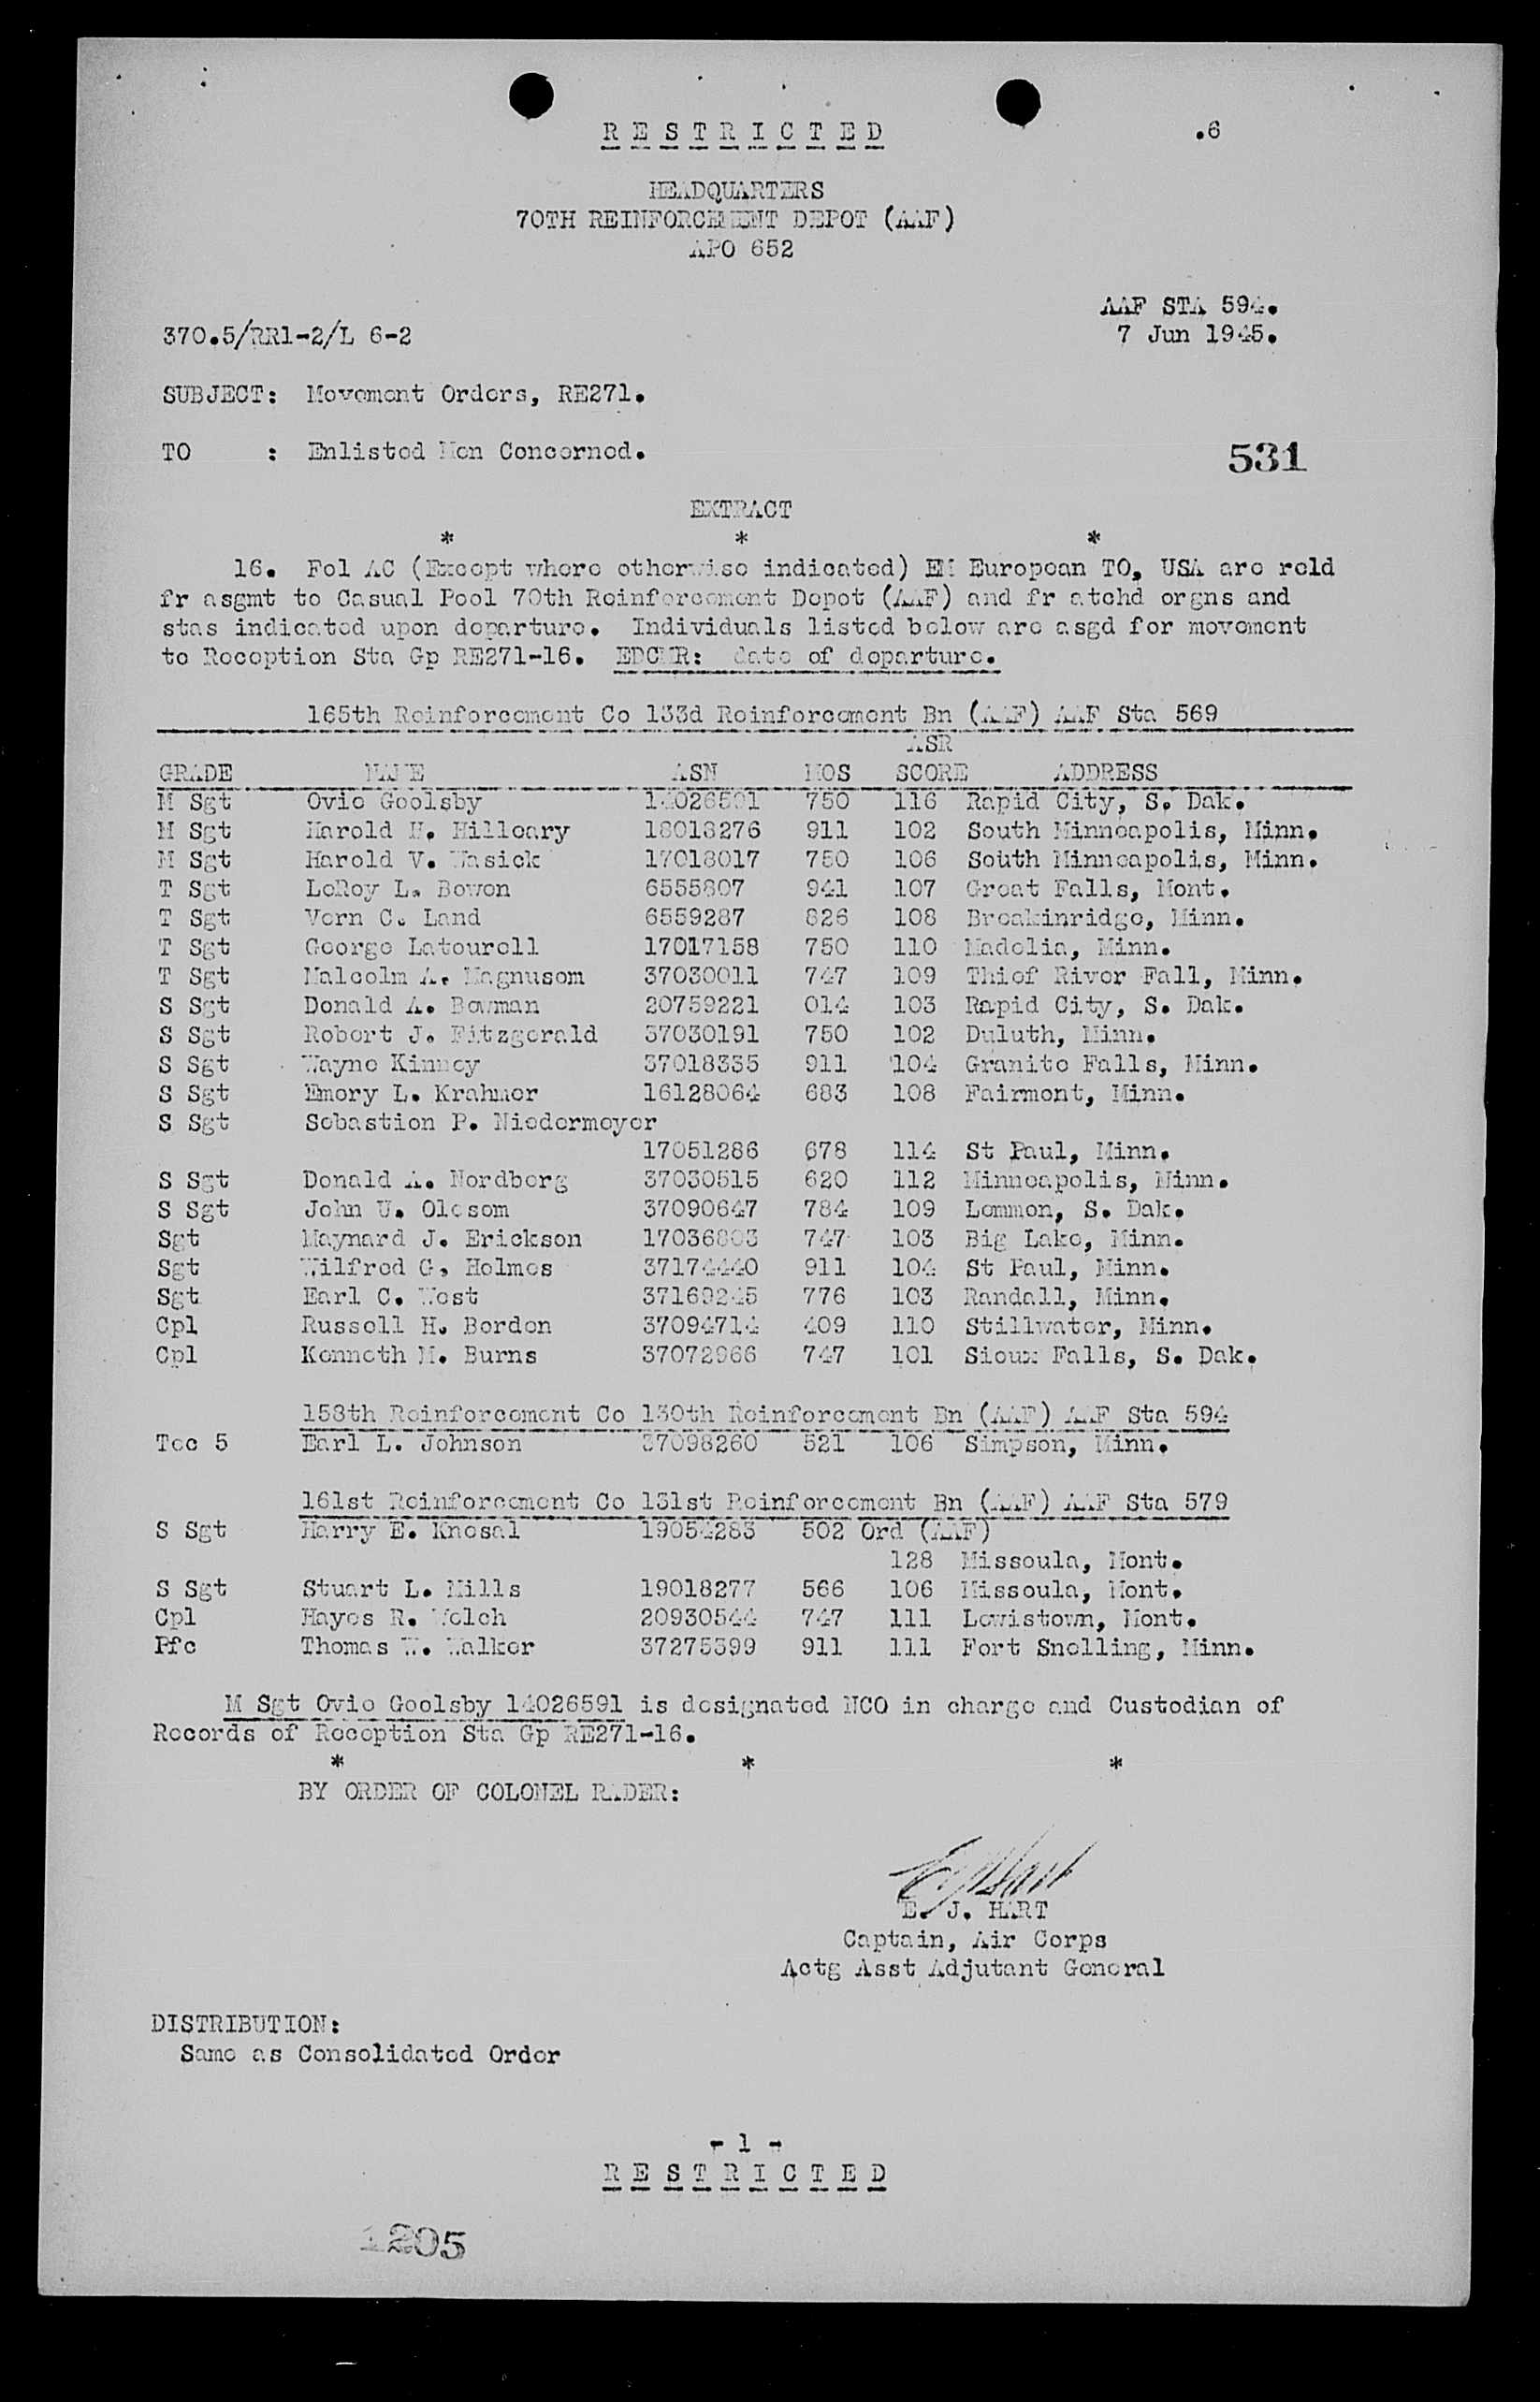 R E S T R I C T E D
.6
HEADQUARTERS
70TH REINFORCEMENT DEPOT (AAF)
APO 652
AAF STA 594.
370.5/RR1-2/L 6-2
7 Jun 1945.
SUBJECT: Movement Orders, RE271.
TO : Enlisted Men Concerned.
531
EXTRACT
* * *
16. Fol AC (Except where otherwise indicated) EM European TO, USA are reld
fr asgmt to Casual Pool 70th Reinforcement Depot (AAF) and fr atchd orgns and
stas indicated upon departure. Individuals listed below are asgd for movement
to Reception Sta Gp RE271-16. EDCMR: date of departure.
165th Reinforcement Co 133d Reinforcement Bn (AAF) AAF Sta 569
ASR
GRADE NAME ASN MOS SCORE ADDRESS
M Sgt Ovie Goolsby 14026591 750 116 Rapid City, S. Dak.
M Sgt Harold H. Hilleary 18018276 911 102 South Minneapolis, Minn.
M Sgt Harold V. Wasick 17018017 750 106 South Minneapolis, Minn.
T Sgt LeRoy L. Bowen 6555807 941 107 Great Falls, Mont.
T Sgt Vern C. Land 6559287 826 108 Breakinridge, Minn.
T Sgt George Latourell 17017158 750 110 Madelia, Minn.
T Sgt Malcolm A. Magnusom 37030011 747 109 Thief River Fall, Minn.
S Sgt Donald A. Bowman 20759221 014 103 Rapid City, S. Dak.
S Sgt Robert J. Fitzgerald 37030191 750 102 Duluth, Minn.
S Sgt Wayne Kinney 37018335 911 104 Granite Falls, Minn.
S Sgt Emery L. Krahmer 16128064 683 108 Fairmont, Minn.
S Sgt Sebastion P. Niedermeyer
17051286 678 114 St Paul, Minn.
S Sgt Donald A. Nordberg 37030515 620 112 Minneapolis, Minn.
S Sgt John U. Olesom 37090647 784 109 Lemmon, S. Dak.
Sgt Maynard J. Erickson 17036803 747 103 Big Lake, Minn.
Sgt Wilfred G. Holmes 37174440 911 104 St Paul, Minn.
Sgt Earl C. West 37169245 776 103 Randall, Minn.
Cpl Russell H. Borden 37094714 409 110 Stillwater, Minn.
Cpl Kenneth M. Burns 37072966 747 101 Sioux Falls, S. Dak.
158th Reinforcement Co 130th Reinforcement Bn (AAF) AAF Sta 594
Tec 5 Earl L. Johnson 37098260 521 106 Simpson, Minn.
161st Reinforcement Co 131st Reinforcement Bn (AAF) AAF Sta 579
S Sgt Harry E. Knesal 19054283 502 Ord (AAF)
128 Missoula, Mont.
S Sgt Stuart L. Mills 19018277 566 106 Missoula, Mont.
Cpl Hayes R. Welch 20930544 747 111 Lewistown, Mont.
Pfc Thomas W. Walker 37275399 911 111 Fort Snelling, Minn.
M Sgt Ovie Goolsby 14026591 is designated NCO in charge and Custodian of
Records of Reception Sta Gp RE271-16.
* * *
BY ORDER OF COLONEL RADER:
E. J. Hart
E. J. HART
Captain, Air Corps
Actg Asst Adjutant General
DISTRIBUTION:
Same as Consolidated Order
- 1 -
R E S T R I C T E D
1205